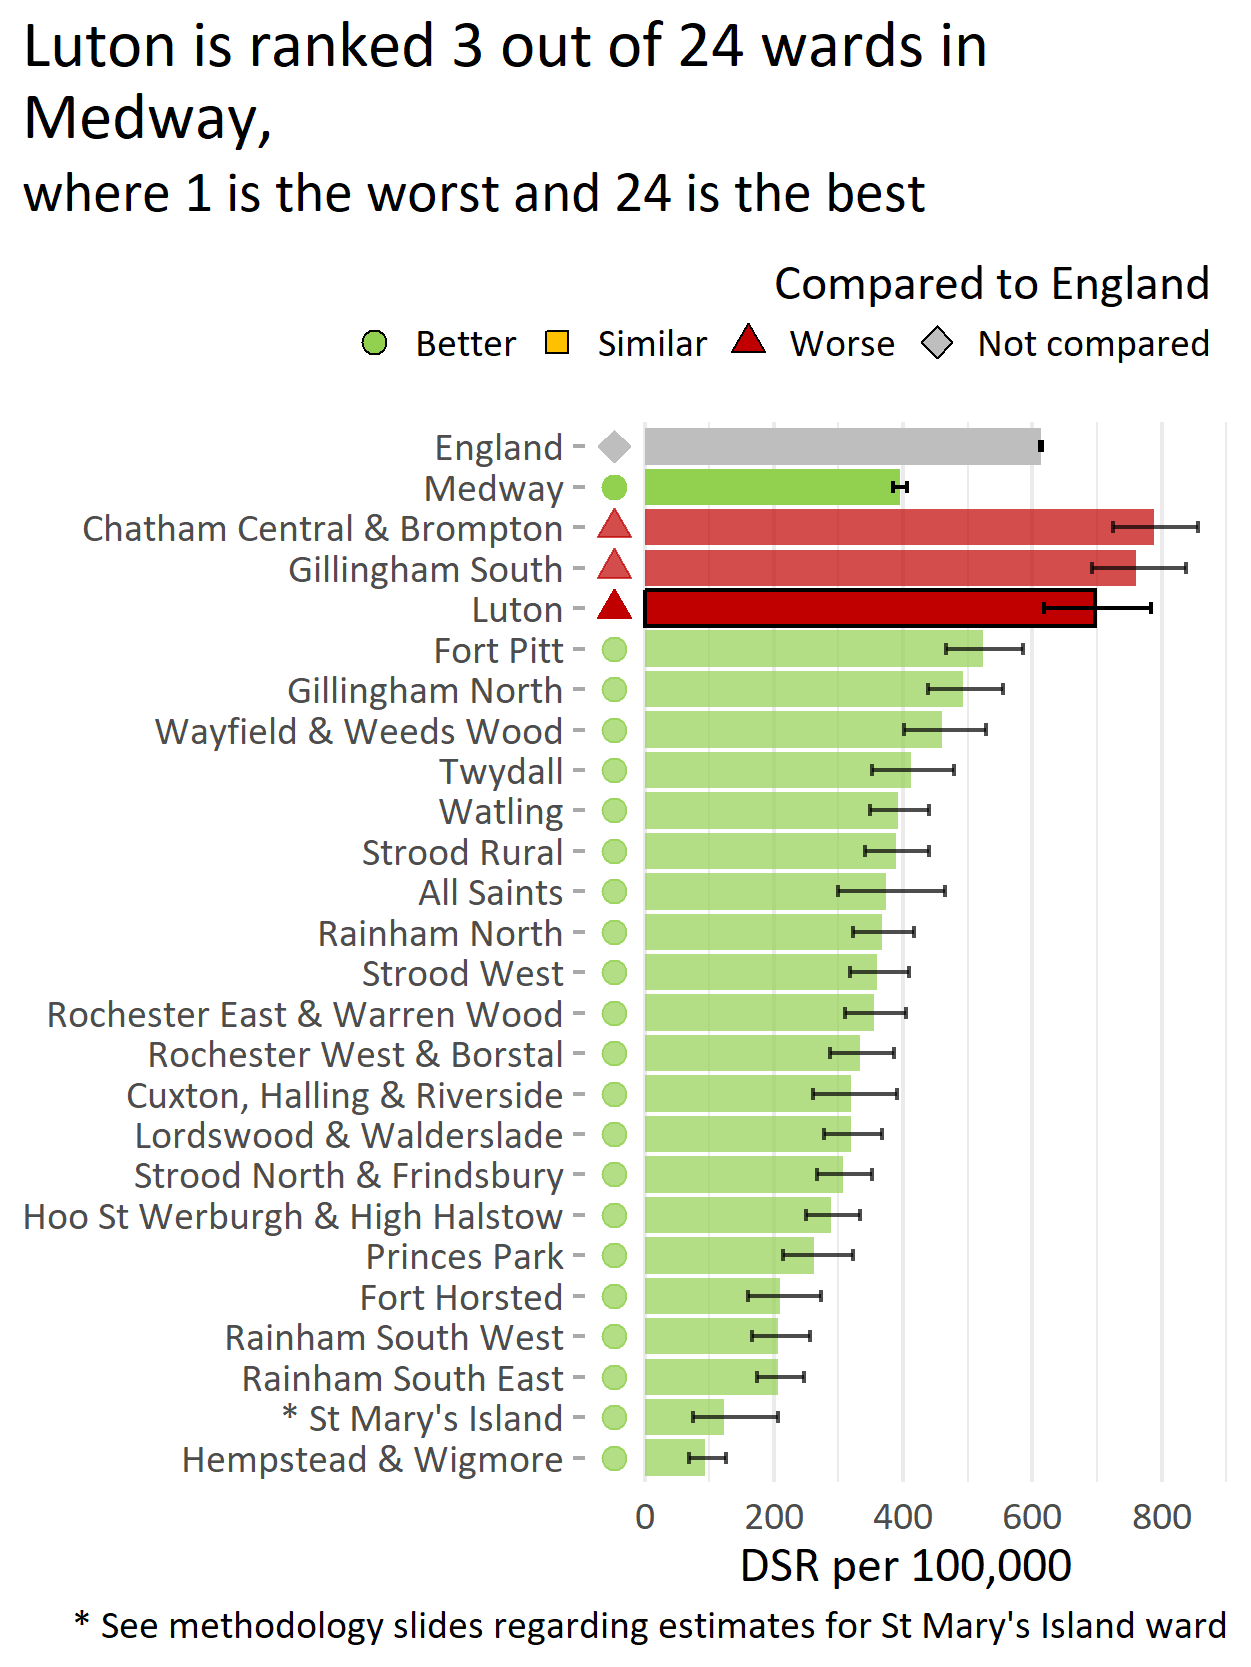 Luton is ranked 3 out of 24 wards in
Medway,
where 1 is the worst and 24 is the best
Compared to England
Better Similar Worse Not compared
England
Medway
Chatham Central & Brompton
Gillingham South
Luton
Fort Pitt
Gillingham North
Wayfield & Weeds Wood
Twydall
Watling
Strood Rural
All Saints
Rainham North
Strood West
Rochester East & Warren Wood
Rochester West & Borstal
Cuxton, Halling & Riverside
Lordswood & Walderslade
Strood North & Frindsbury
Hoo St Werburgh & High Halstow
Princes Park
Fort Horsted
Rainham South West
Rainham South East
* St Mary's Island
Hempstead & Wigmore
0 200 400 600 800
DSR per 100,000
* See methodology slides regarding estimates for St Mary's Island ward